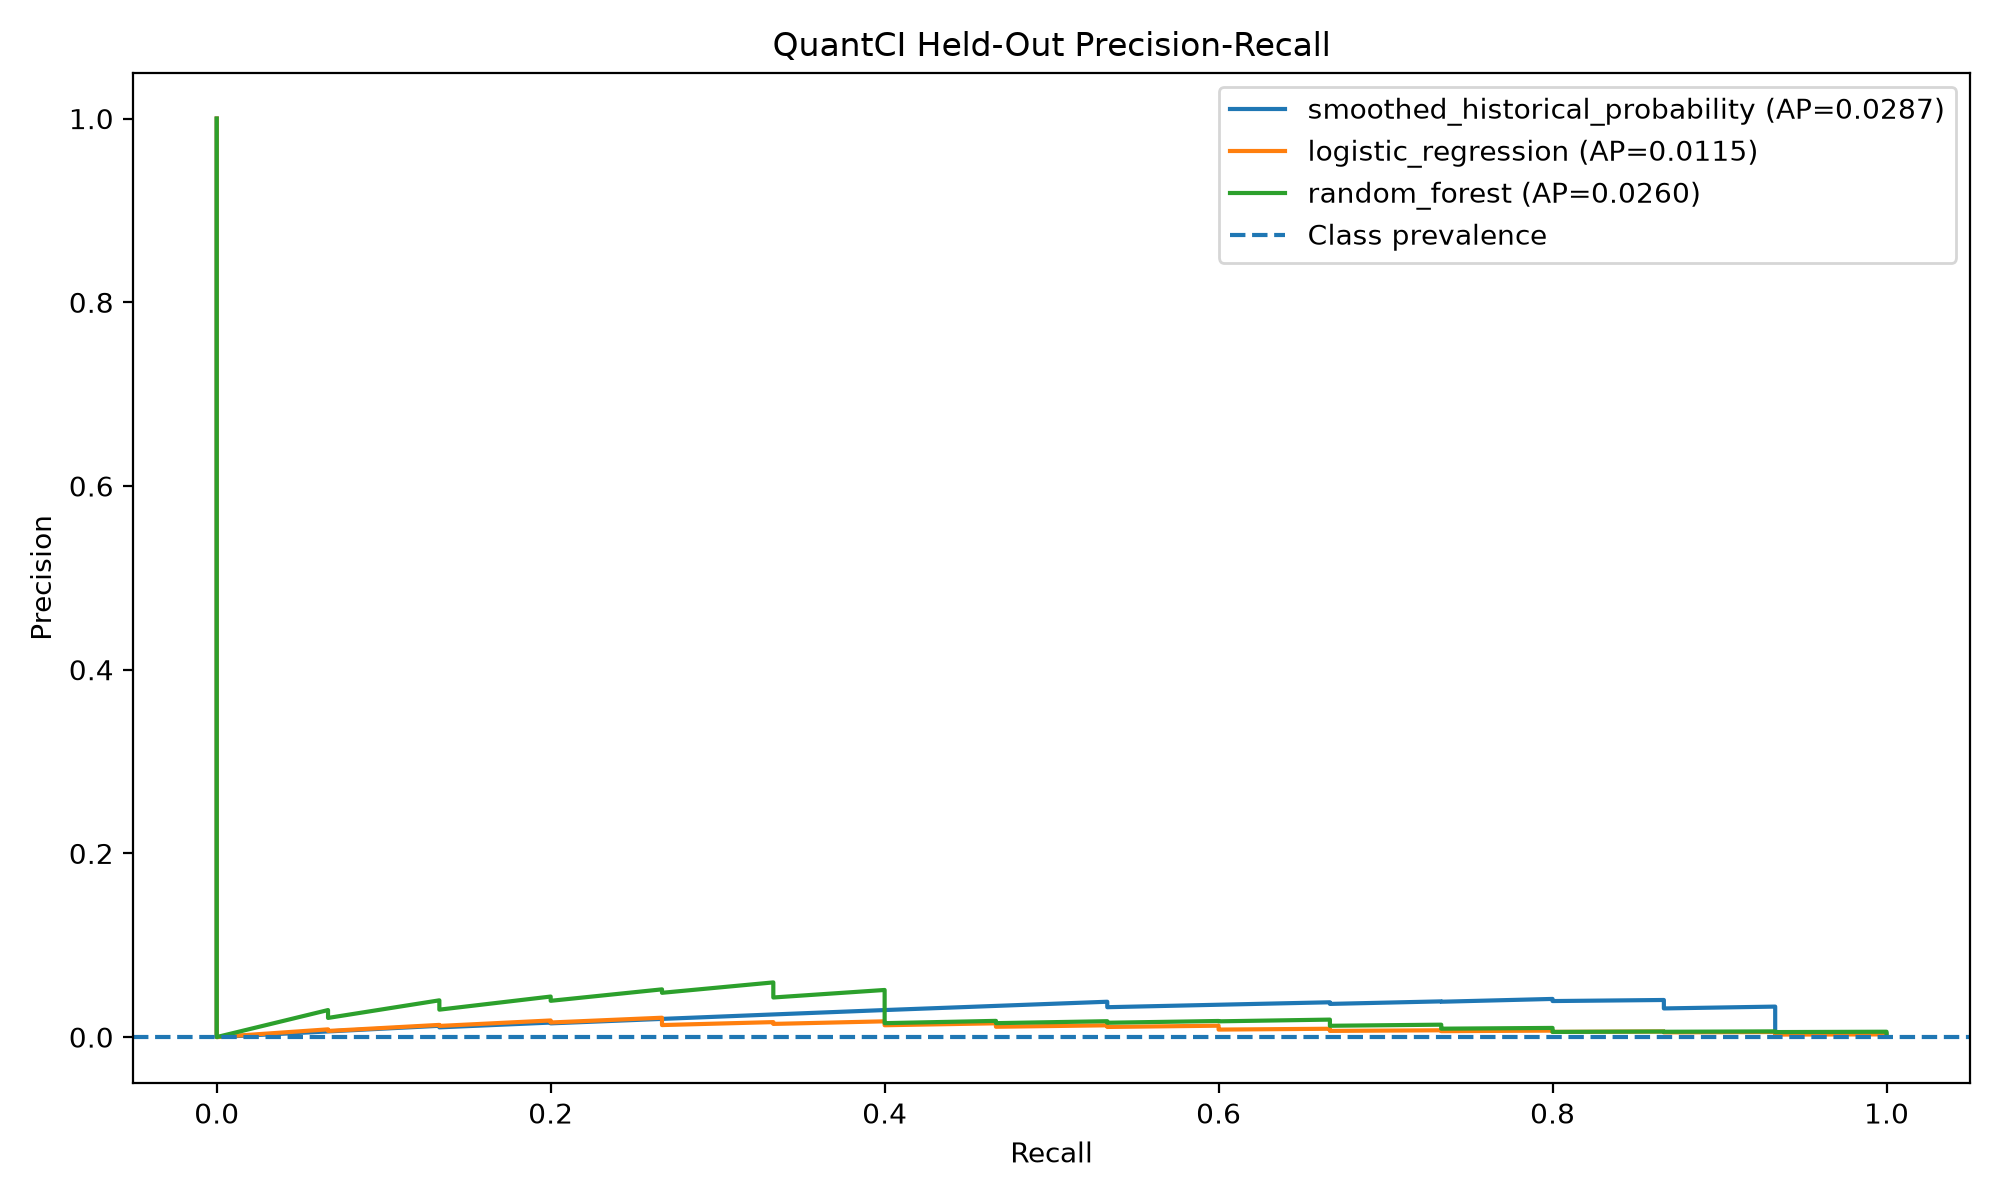 QuantCI Held-Out Precision-Recall
smoothed_historical_probability (AP=0.0287)
logistic_regression (AP=0.0115)
random_forest (AP=0.0260)
Class prevalence
Precision
1.0
0.8
0.6
0.4
0.2
0.0
0.0 0.2 0.4 0.6 0.8 1.0
Recall